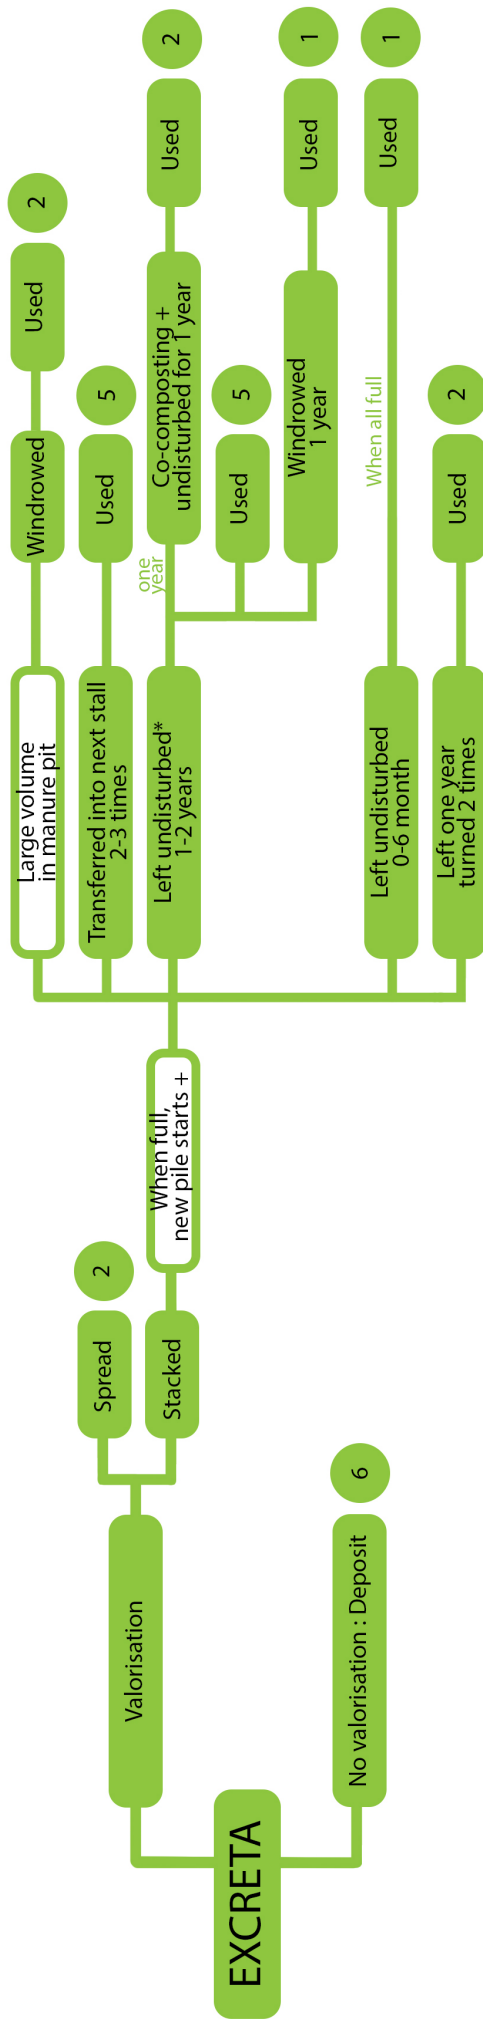 EXCRETA
Valorisation
Spread
2
Stacked
When full,
new pile starts +
Large volume
in manure pit
Windrowed
Used
2
Transferred into next stall
2-3 times
Used
5
Left undisturbed*
1-2 years
one
year
Co-composting +
undisturbed for 1 year
Used
2
Used
5
Windrowed
1 year
Used
1
Left undisturbed
0-6 month
When all full
Used
1
Left one year
turned 2 times
Used
2
No valorisation : Deposit
6